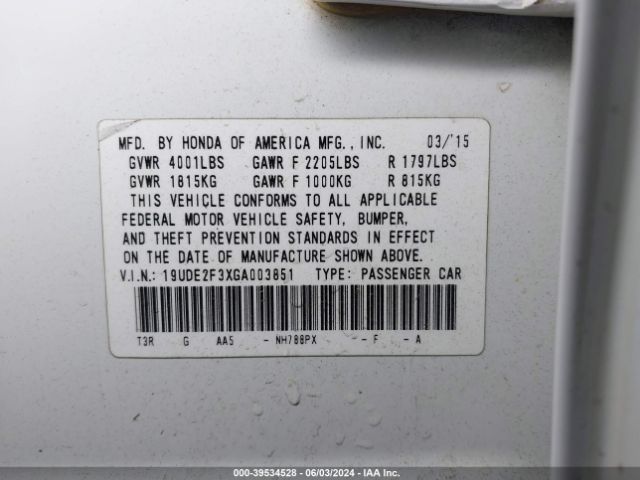 MFD. BY HONDA OF AMERICA MFG., INC. 03/'15
GVWR 4001LBS GAWR F 2205LBS R 1797LBS
GVWR 1815KG GAWR F 1000KG R 815KG
THIS VEHICLE CONFORMS TO ALL APPLICABLE
FEDERAL MOTOR VEHICLE SAFETY, BUMPER,
AND THEFT PREVENTION STANDARDS IN EFFECT
ON THE DATE OF MANUFACTURE SHOWN ABOVE.
V.I.N.: 19UDE2F3XGA003851 TYPE: PASSENGER CAR
T3R G AA5 - NH788PX - F - A
000-39534528 - 06/03/2024 - IAA Inc.